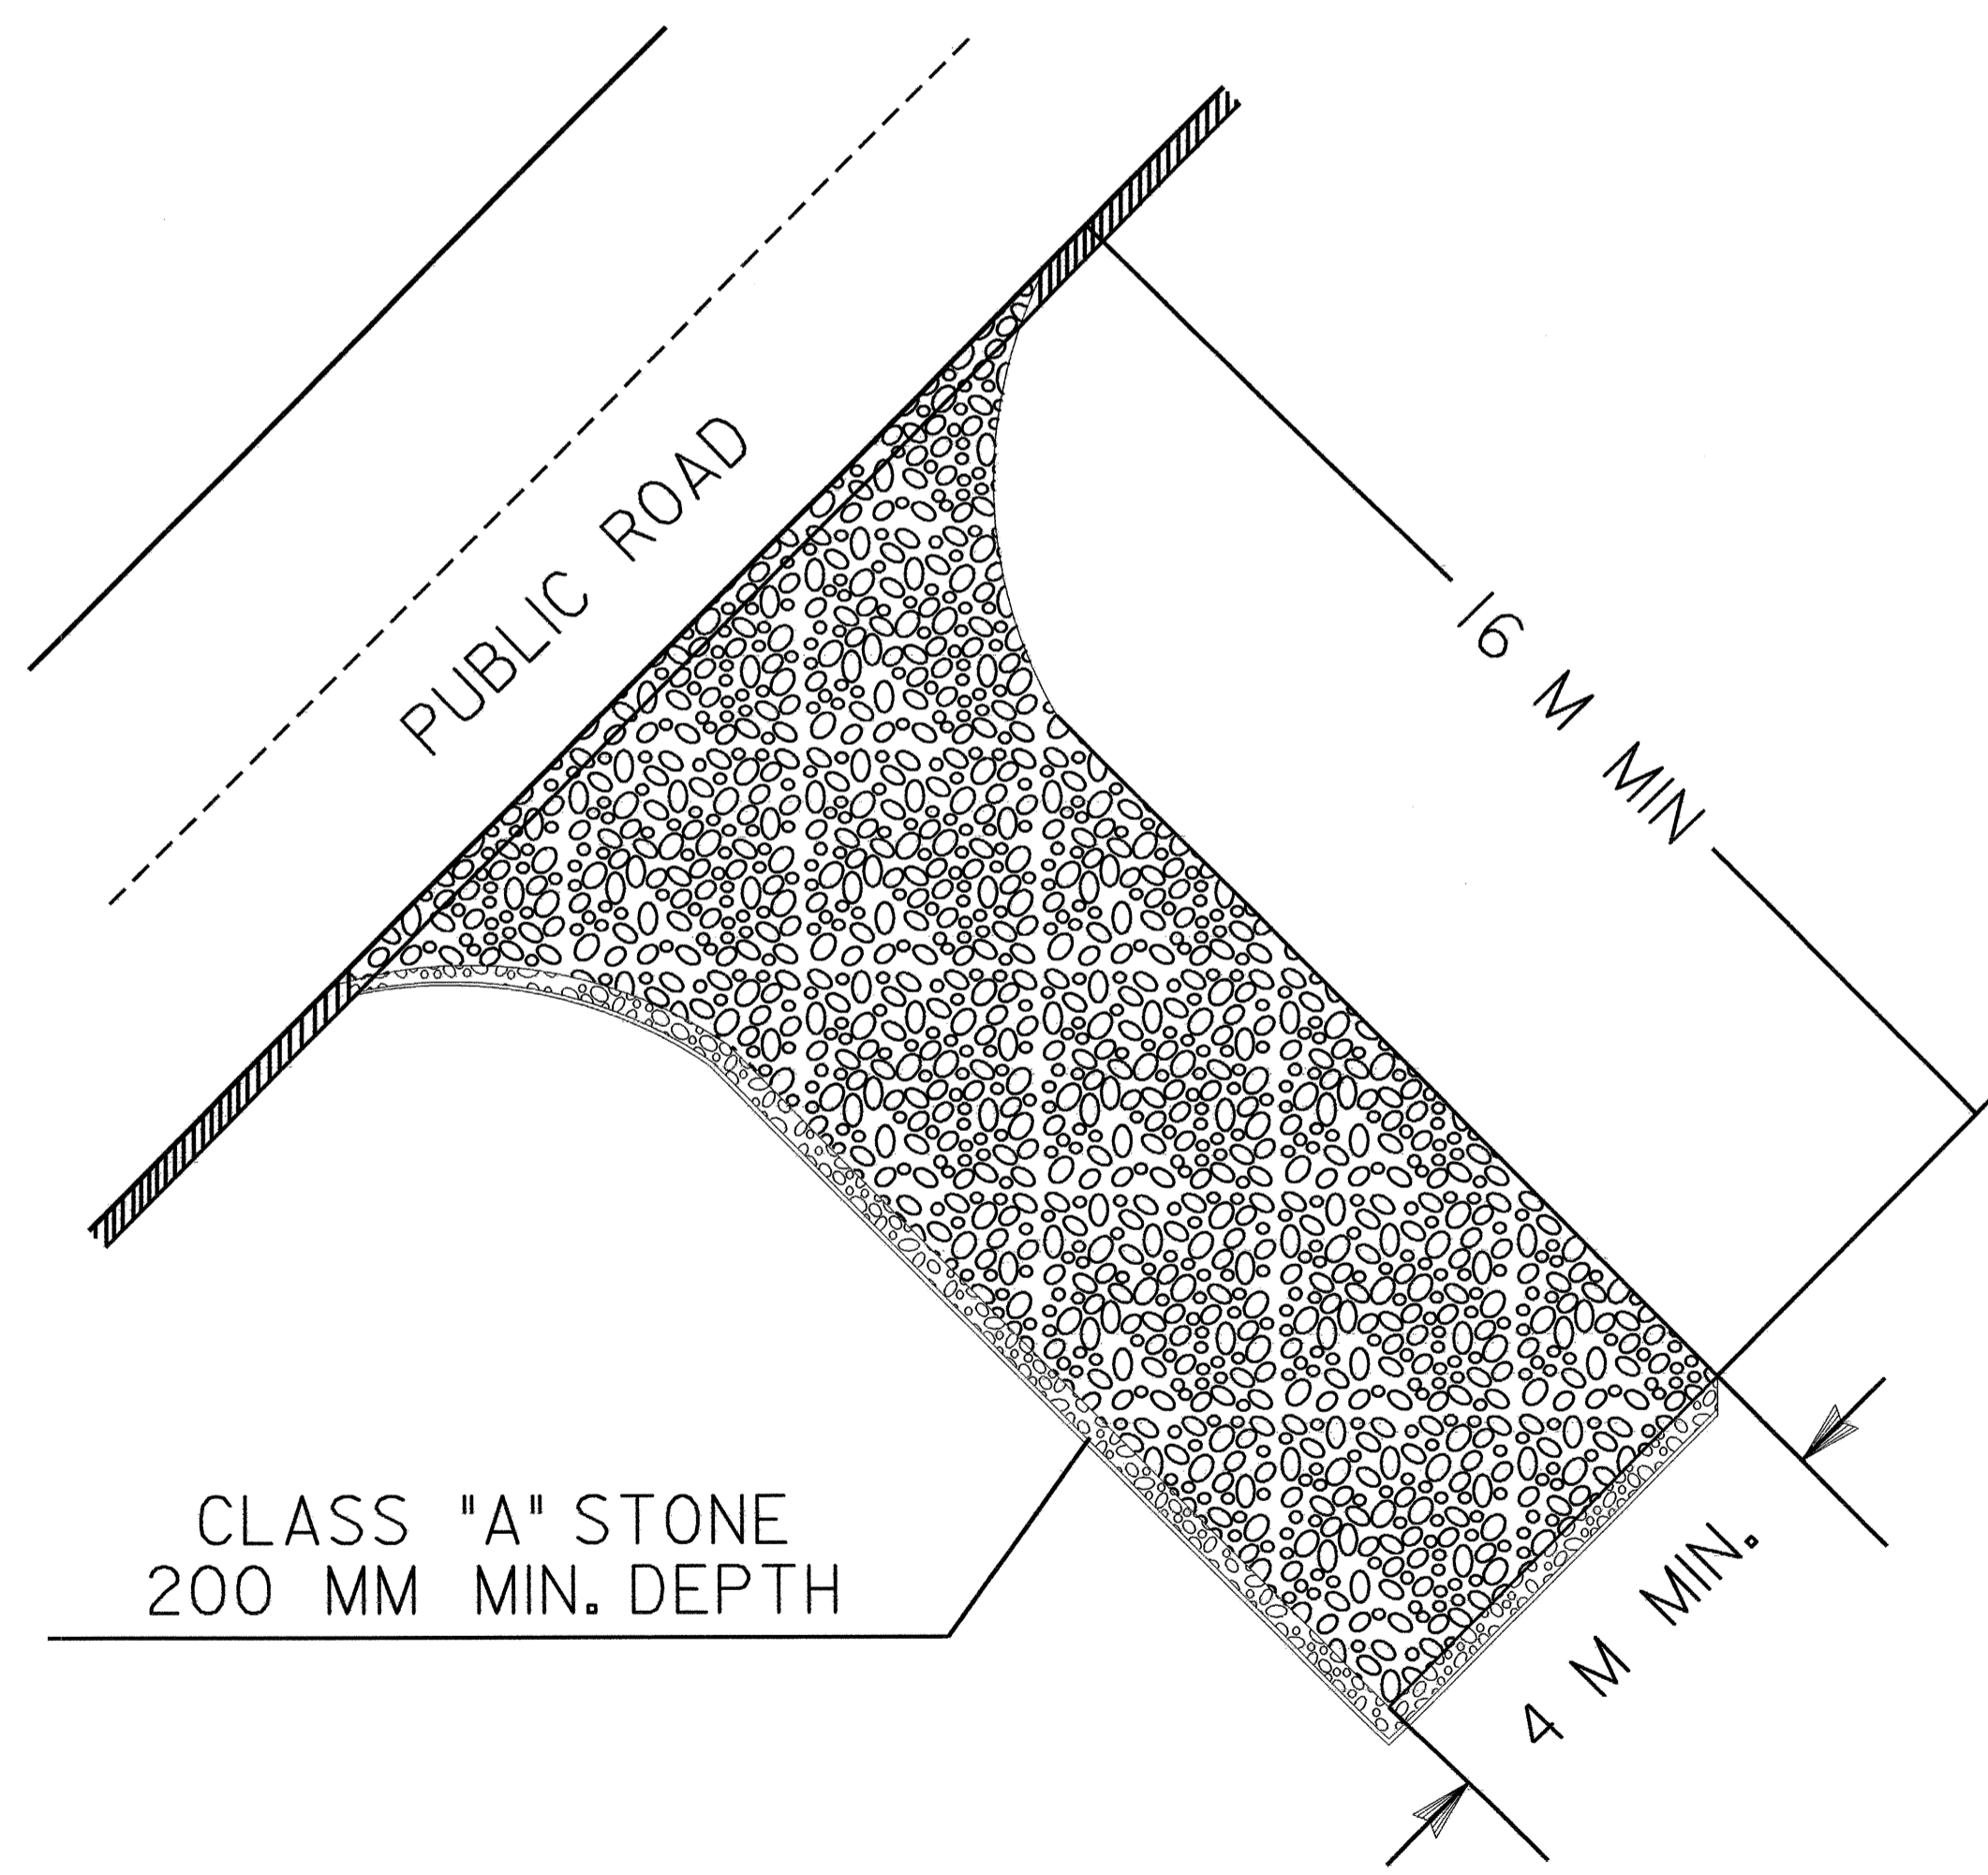 PUBLIC ROAD
16 M MIN
CLASS "A" STONE
200 MM MIN. DEPTH
4 M MIN.